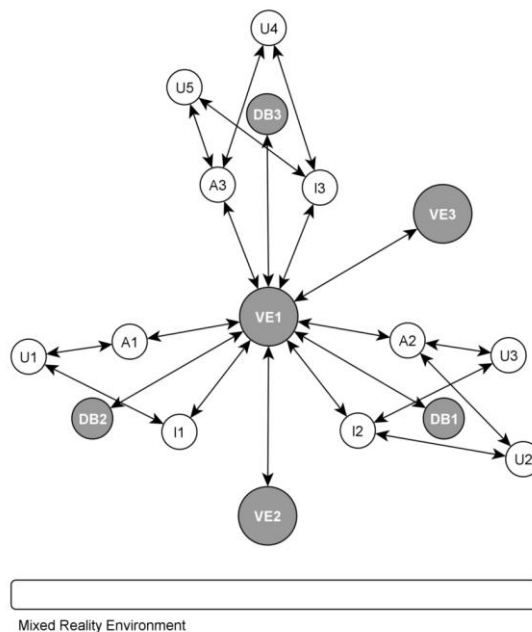 U4
U5
DB3
A3
I3
VE3
VE1
A1
A2
U1
U3
DB2
I1
I2
DB1
U2
VE2
Mixed Reality Environment